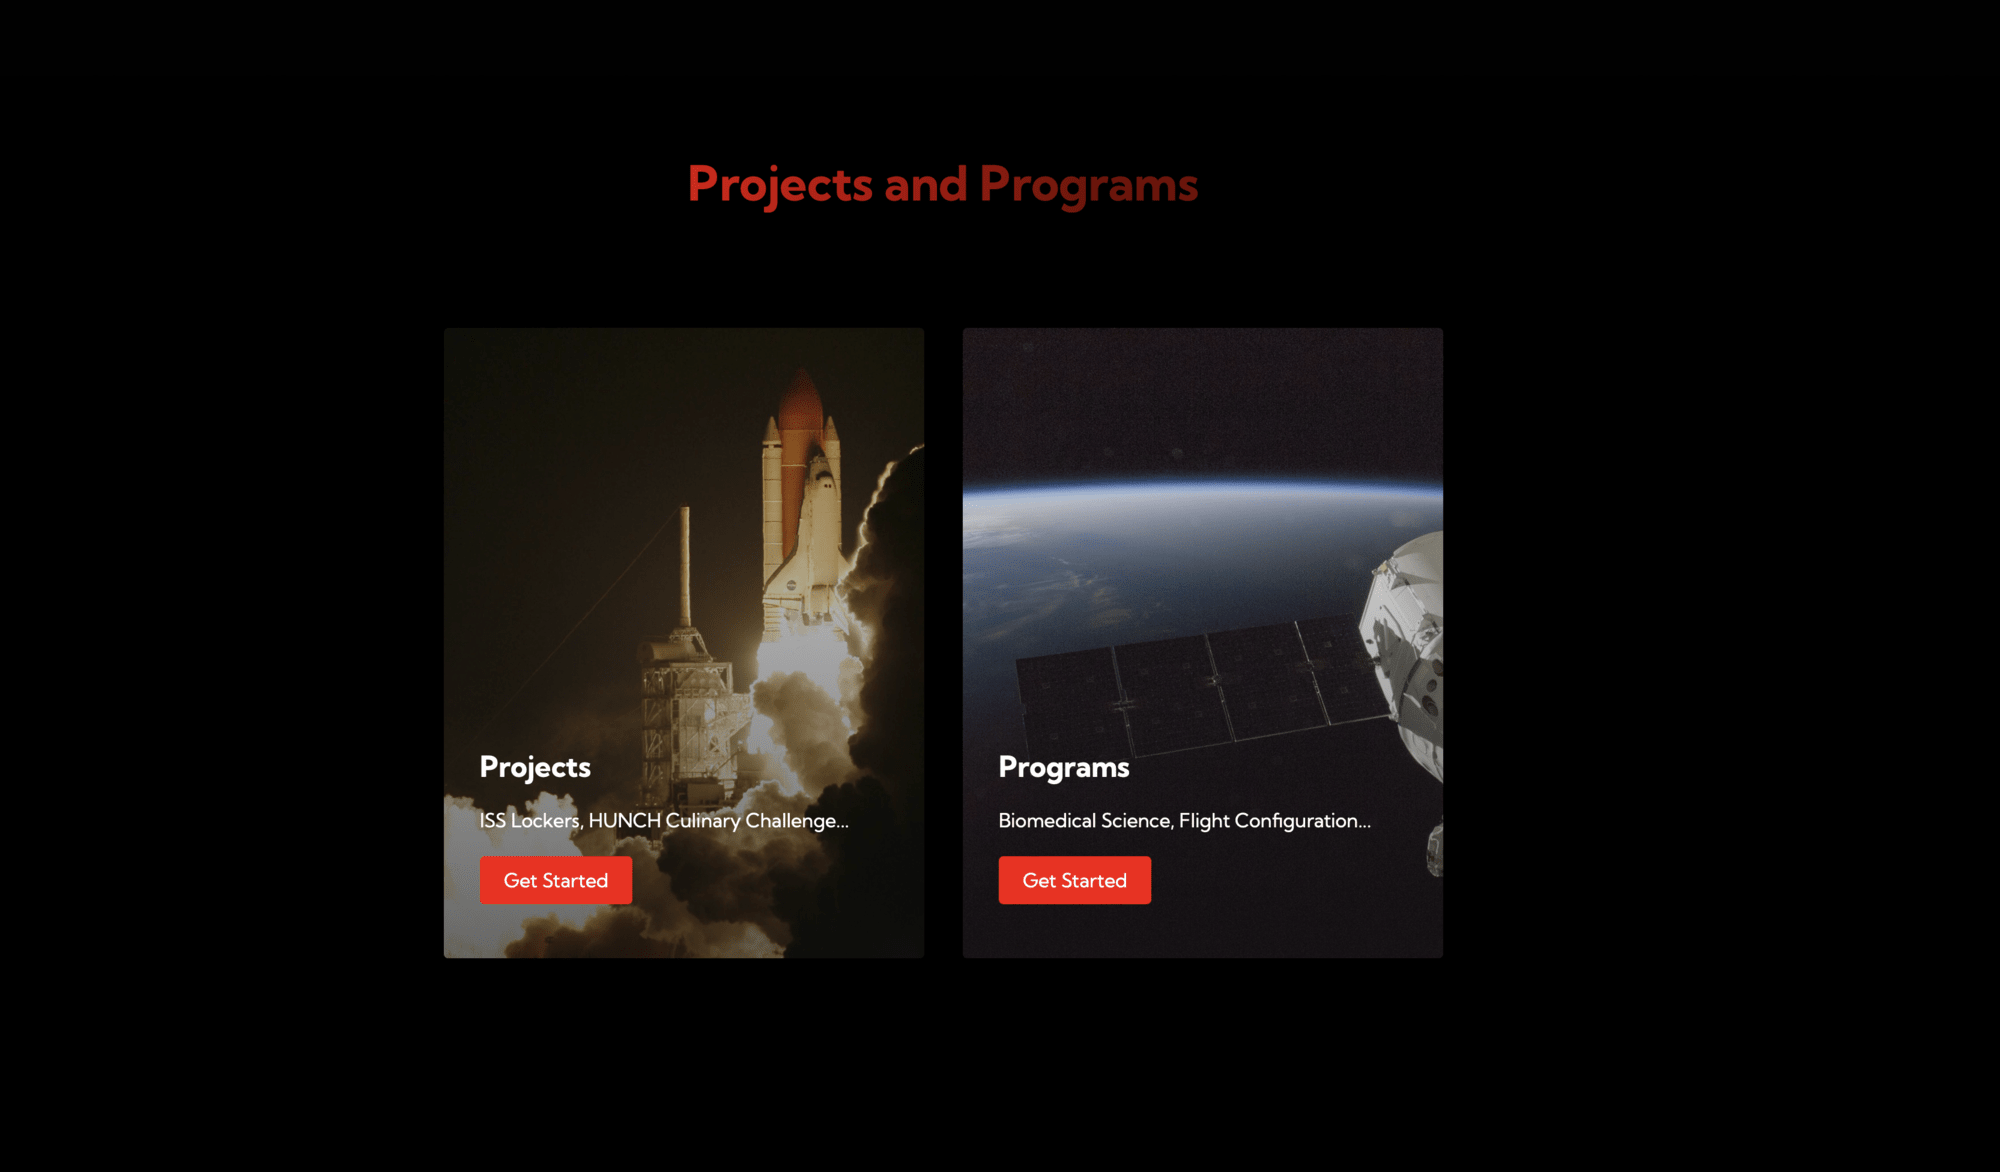 Projects and Programs
Projects
ISS Lockers, HUNCH Culinary Challenge...
Get Started
Programs
Biomedical Science, Flight Configuration...
Get Started